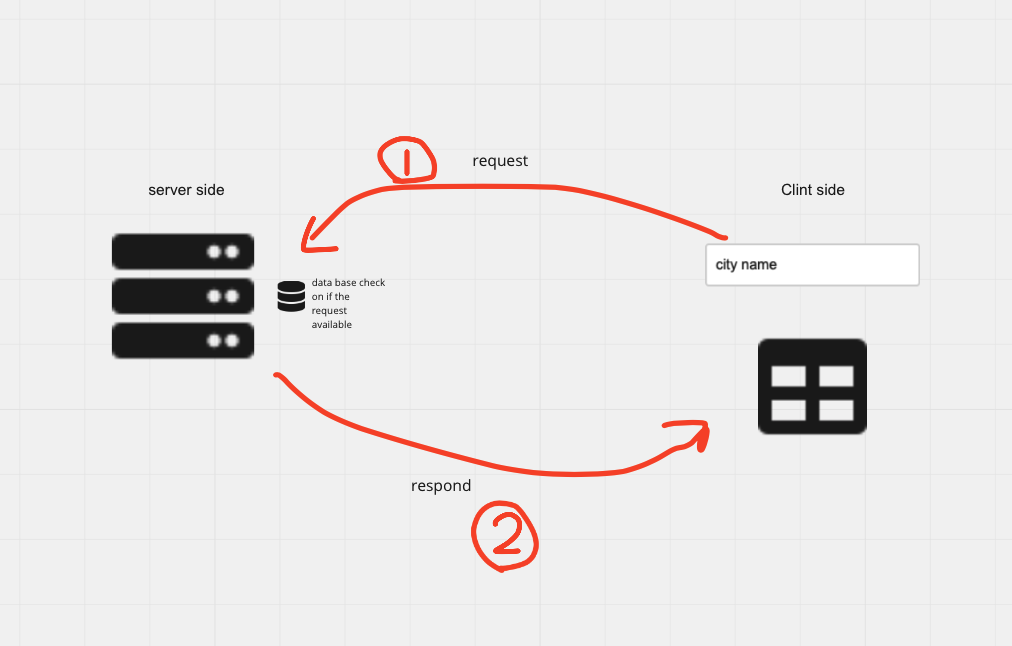 1
request
server side
Clint side
city name
data base check
on if the
request
available
respond
2